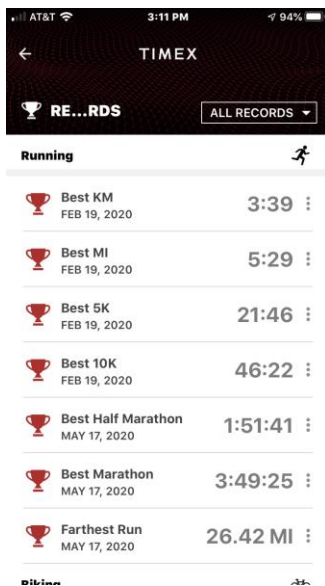 AT&T 3:11 PM 94%
TIMEX
RE...RDS ALL RECORDS
Running
Best KM 3:39
FEB 19, 2020
Best MI 5:29
FEB 19, 2020
Best 5K 21:46
FEB 19, 2020
Best 10K 46:22
FEB 19, 2020
Best Half Marathon 1:51:41
MAY 17, 2020
Best Marathon 3:49:25
MAY 17, 2020
Farthest Run 26.42 MI
MAY 17, 2020
Biking